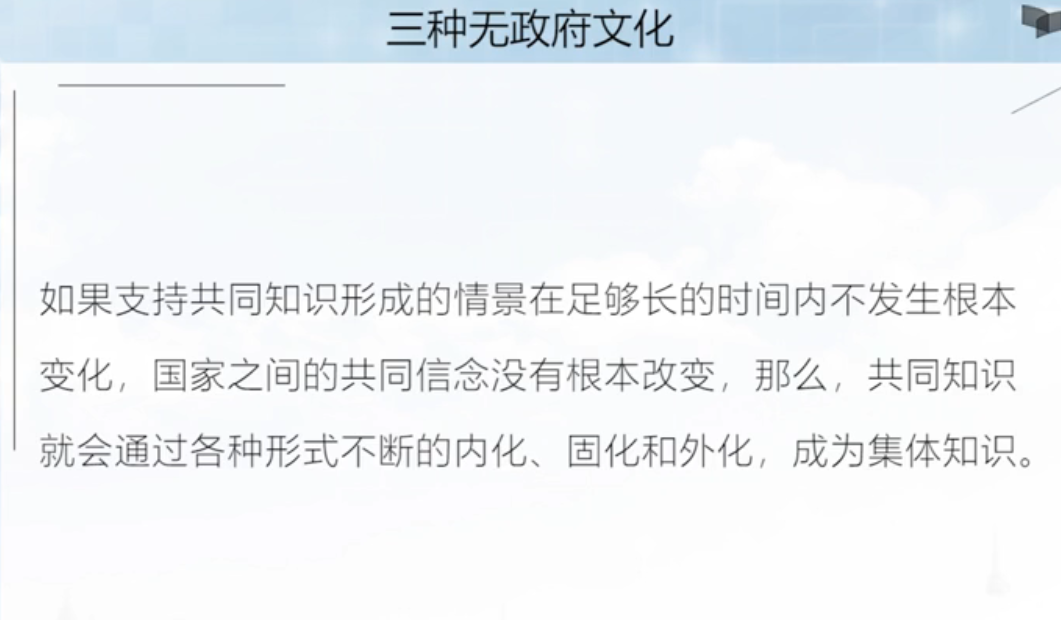 三种无政府文化
如果支持共同知识形成的情景在足够长的时间内不发生根本
变化，国家之间的共同信念没有根本改变，那么，共同知识
就会通过各种形式不断的内化、固化和外化，成为集体知识。